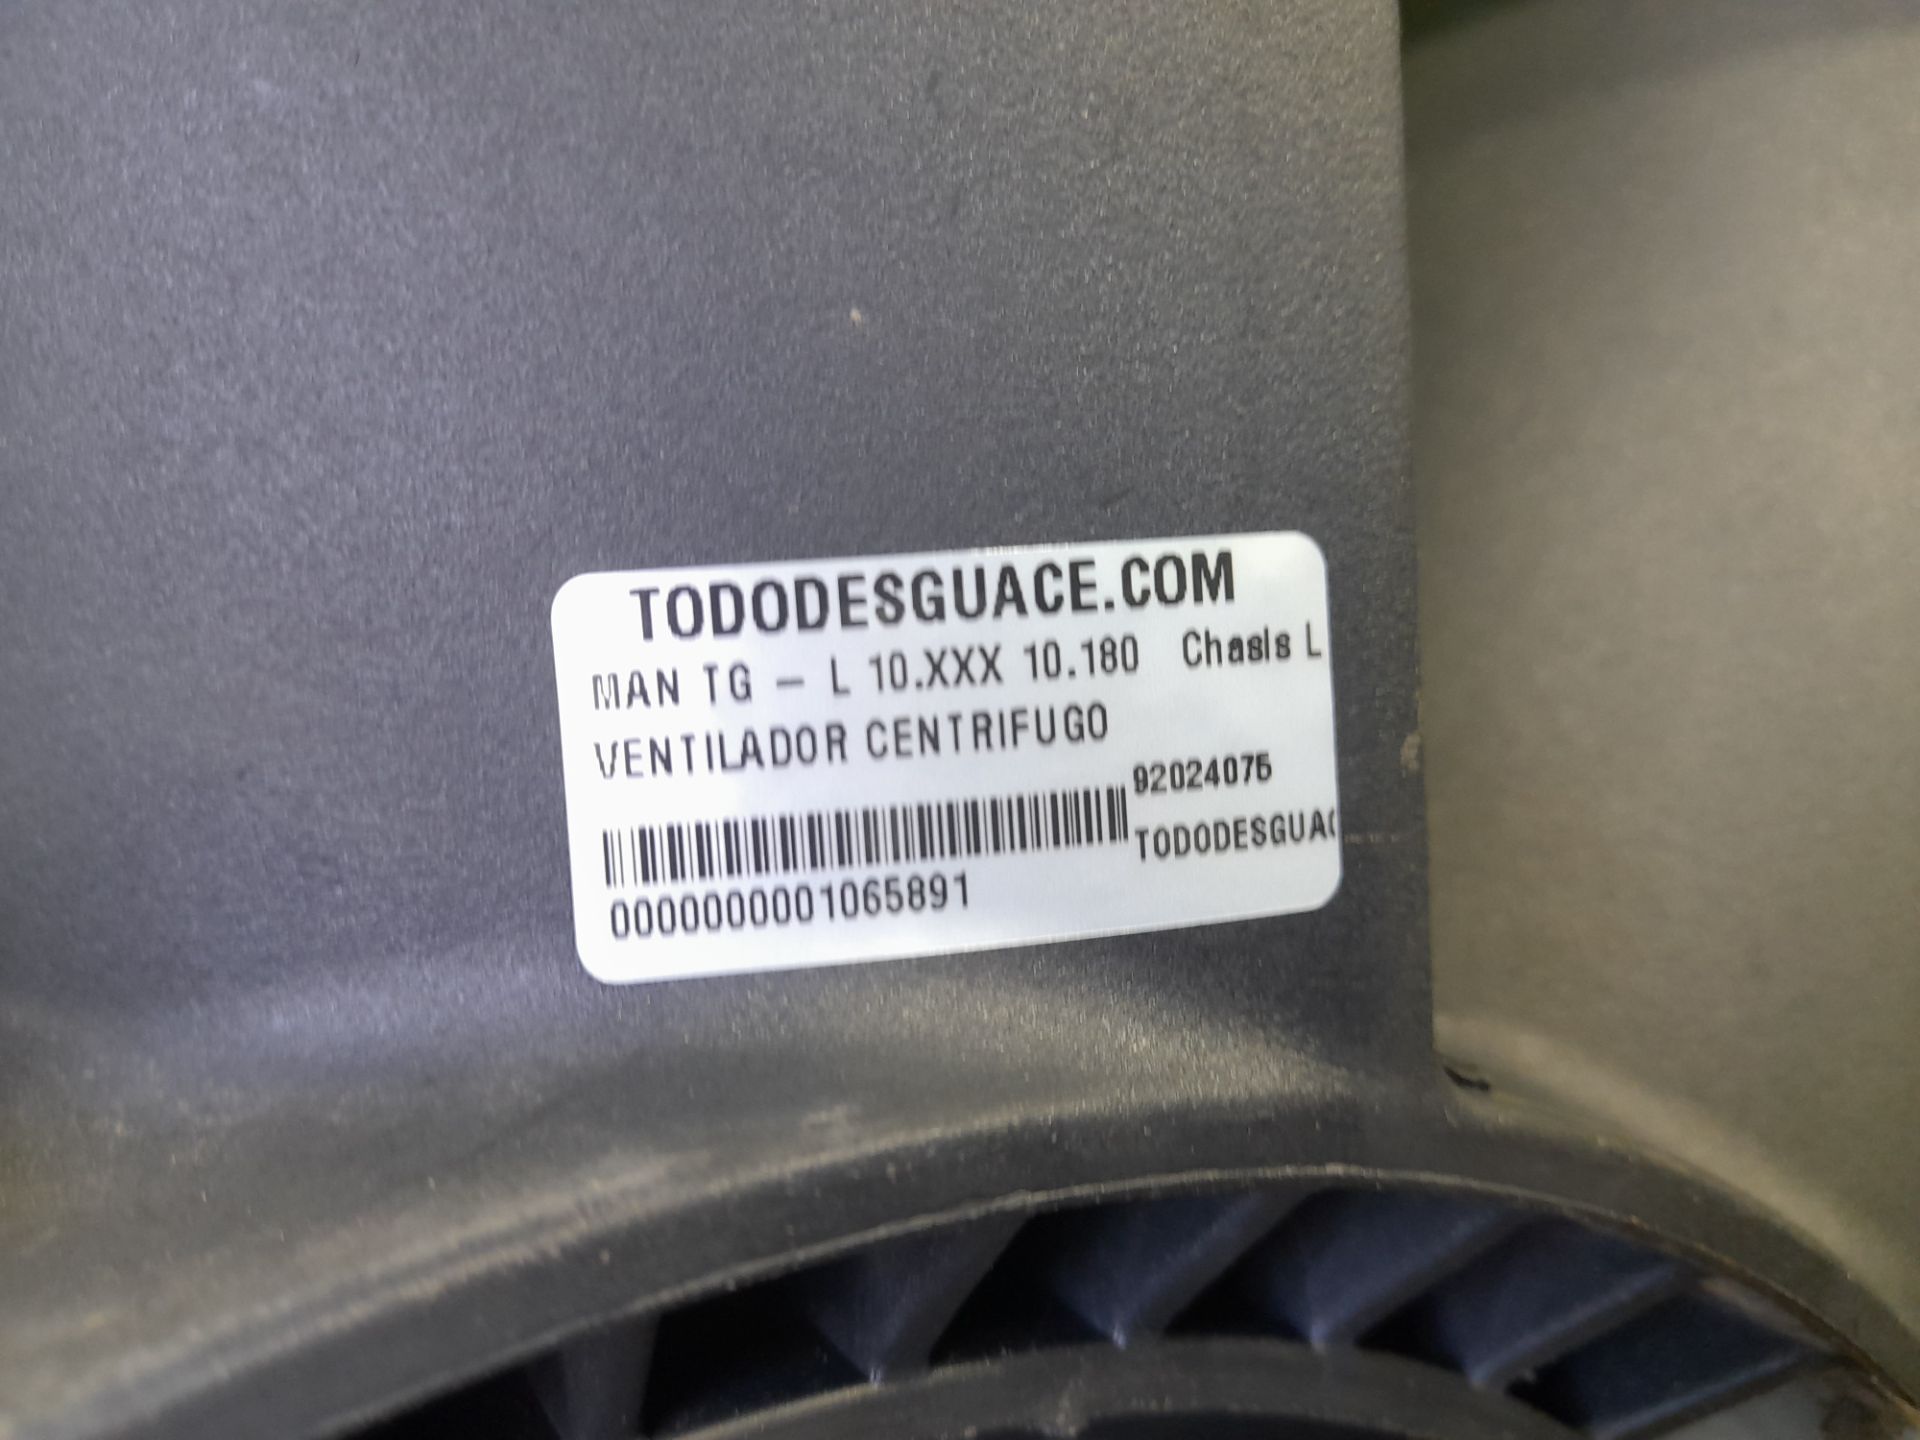 TODODESGUACE.COM
MAN TG - L 10.XXX 10.180 Chasis L
VENTILADOR CENTRIFUGO
92024075
TODODESGUAC
0000000001065891